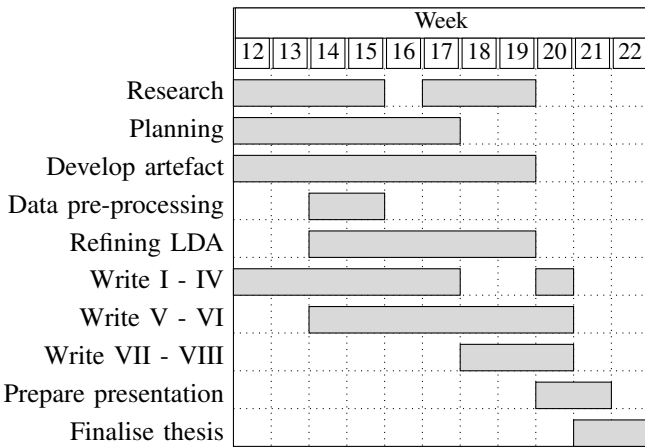 Week
12 13 14 15 16 17 18 19 20 21 22
Research
Planning
Develop artefact
Data pre-processing
Refining LDA
Write I - IV
Write V - VI
Write VII - VIII
Prepare presentation
Finalise thesis